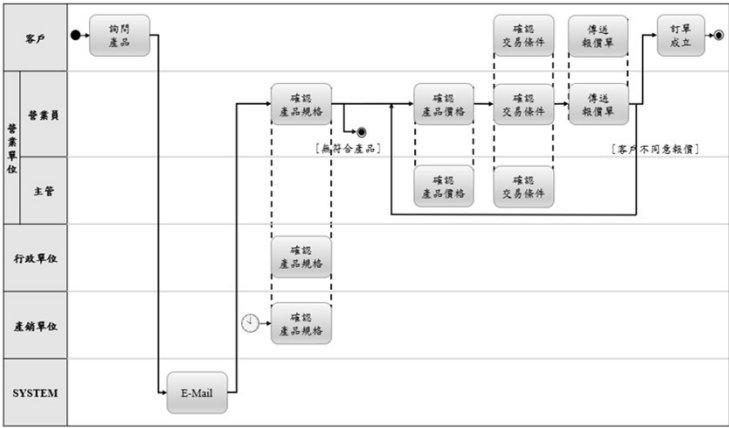 客戶
詢問
產品
確認
交易條件
傳送
報價單
訂單
成立
營業單位
營業員
確認
產品規格
確認
產品價格
確認
交易條件
傳送
報價單
[無符合產品]
[客戶不同意報價]
主管
確認
產品價格
確認
交易條件
行政單位
確認
產品規格
產銷單位
確認
產品規格
SYSTEM
E-Mail